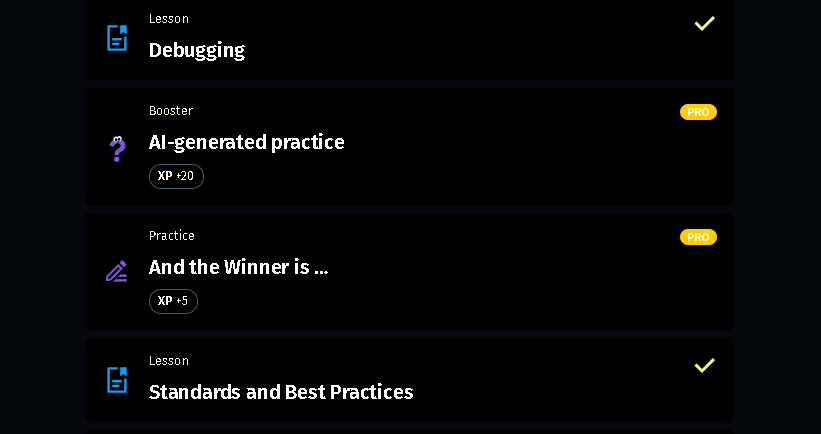 Lesson
Debugging
Booster
PRO
AI-generated practice
XP +20
Practice
PRO
And the Winner is ...
XP +5
Lesson
Standards and Best Practices